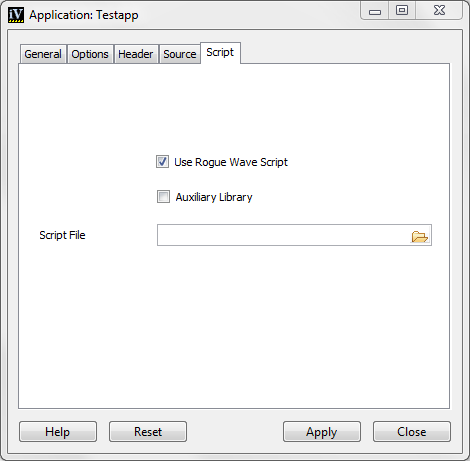 iV Application: Testapp
General Options Header Source Script
Use Rogue Wave Script
Auxiliary Library
Script File
Help Reset Apply Close